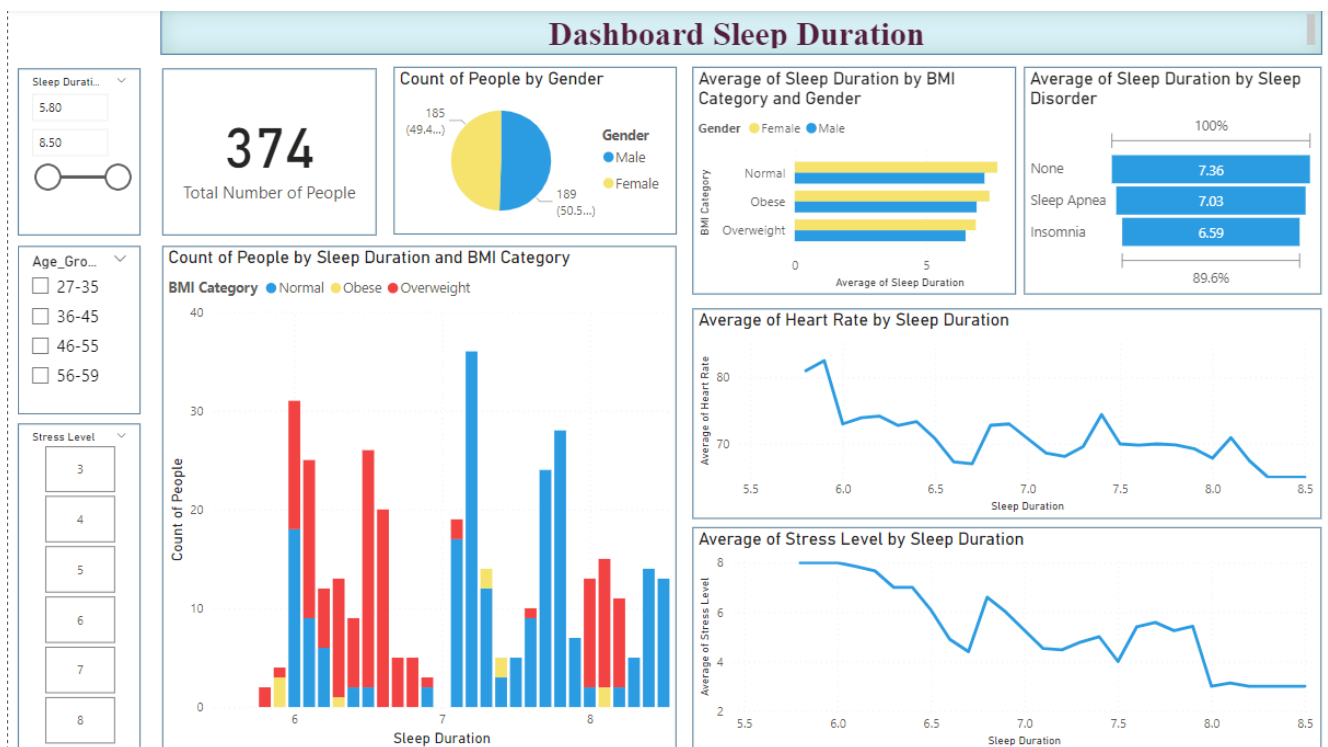 Dashboard Sleep Duration
Sleep Durati...
5.80
8.50
374
Total Number of People
Count of People by Gender
185
(49.4...)
189
(50.5...)
Gender
Male
Female
Average of Sleep Duration by BMI
Category and Gender
Gender Female Male
BMI Category
Normal
Obese
Overweight
0 5
Average of Sleep Duration
Average of Sleep Duration by Sleep
Disorder
100%
None 7.36
Sleep Apnea 7.03
Insomnia 6.59
89.6%
Age_Gro...
27-35
36-45
46-55
56-59
Stress Level
3
4
5
6
7
8
Count of People by Sleep Duration and BMI Category
BMI Category Normal Obese Overweight
Count of People
40
30
20
10
0
6 7 8
Sleep Duration
Average of Heart Rate by Sleep Duration
Average of Heart Rate
80
70
5.5 6.0 6.5 7.0 7.5 8.0 8.5
Sleep Duration
Average of Stress Level by Sleep Duration
Average of Stress Level
8
6
4
2
5.5 6.0 6.5 7.0 7.5 8.0 8.5
Sleep Duration